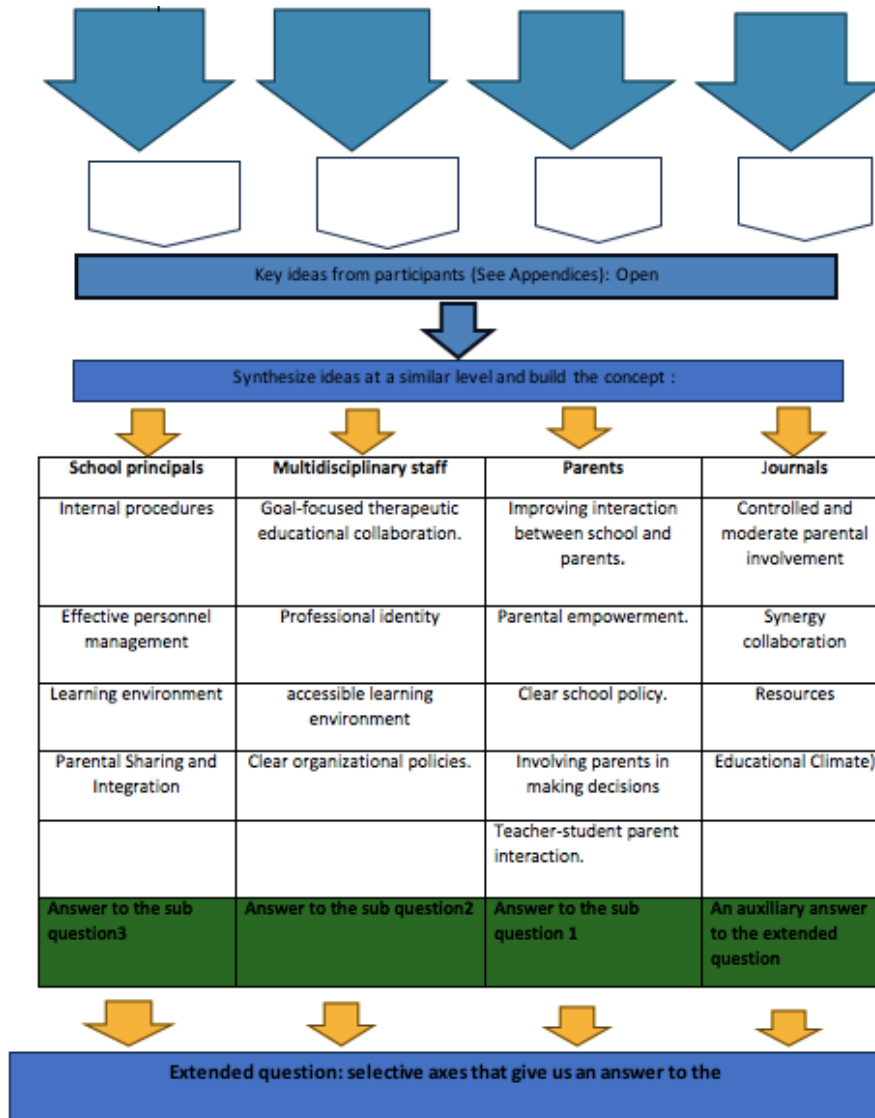 Key ideas from participants (See Appendices): Open
Synthesize ideas at a similar level and build the concept :
School principals
Multidisciplinary staff
Parents
Journals
Internal procedures
Goal-focused therapeutic
educational collaboration.
Improving interaction
between school and
parents.
Controlled and
moderate parental
involvement
Effective personnel
management
Professional identity
Parental empowerment.
Synergy
collaboration
Learning environment
accessible learning
environment
Clear school policy.
Resources
Parental Sharing and
Integration
Clear organizational policies.
Involving parents in
making decisions
Educational Climate)
Teacher-student parent
interaction.
Answer to the sub
question3
Answer to the sub question2
Answer to the sub
question 1
An auxiliary answer
to the extended
question
Extended question: selective axes that give us an answer to the